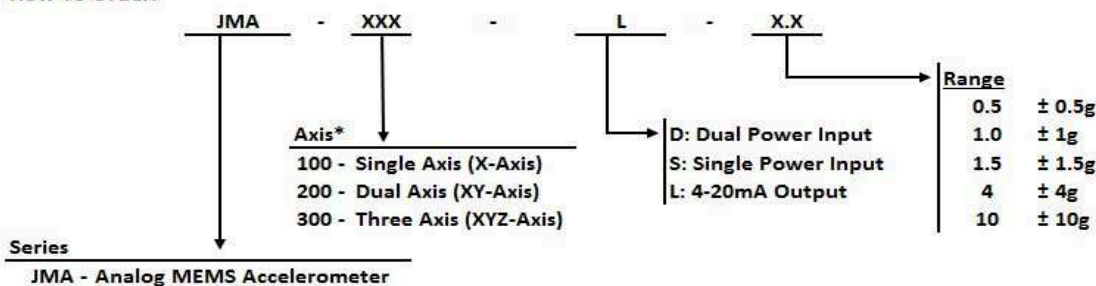 JMA - XXX - L - X.X
Range
0.5 ± 0.5g
1.0 ± 1g
1.5 ± 1.5g
4 ± 4g
10 ± 10g
D: Dual Power Input
S: Single Power Input
L: 4-20mA Output
Axis*
100 - Single Axis (X-Axis)
200 - Dual Axis (XY-Axis)
300 - Three Axis (XYZ-Axis)
Series
JMA - Analog MEMS Accelerometer